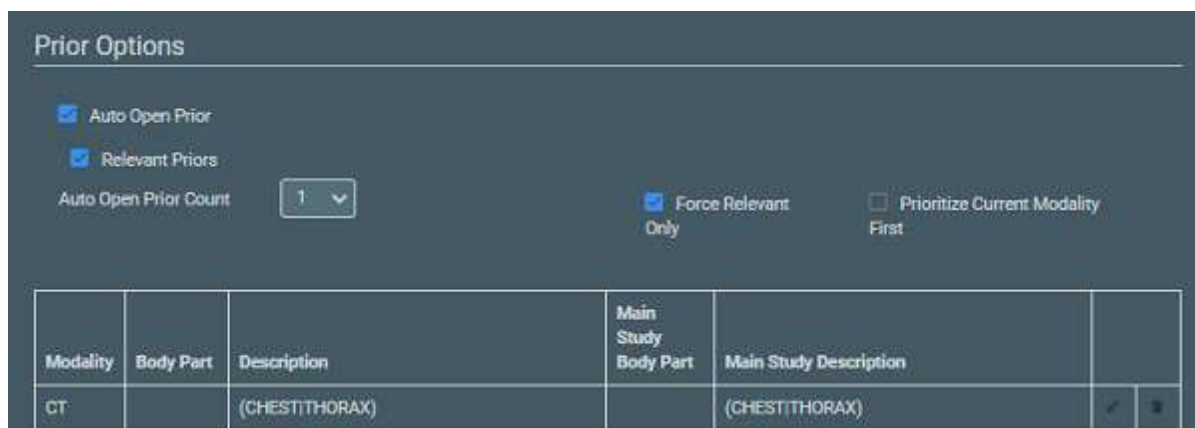 Prior Options
Auto Open Prior
Relevant Priors
Auto Open Prior Count 1
Force Relevant Only
Prioritize Current Modality First
Modality Body Part Description Main Study Body Part Main Study Description
CT (CHEST|THORAX) (CHEST|THORAX)